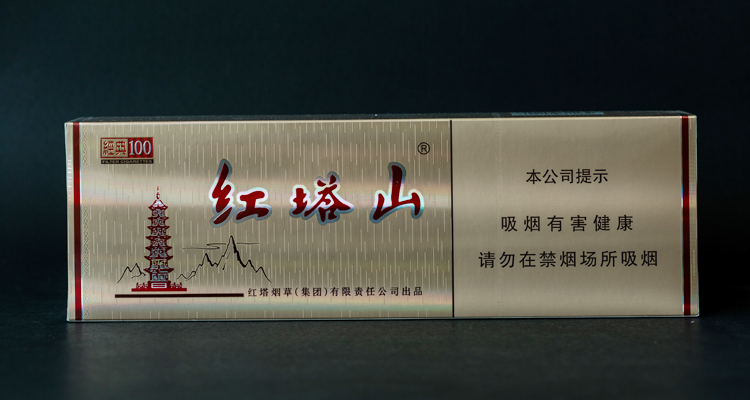 經典100
FILTER CIGARETTES
红塔山®
红塔烟草(集团)有限责任公司出品
本公司提示
吸烟有害健康
请勿在禁烟场所吸烟